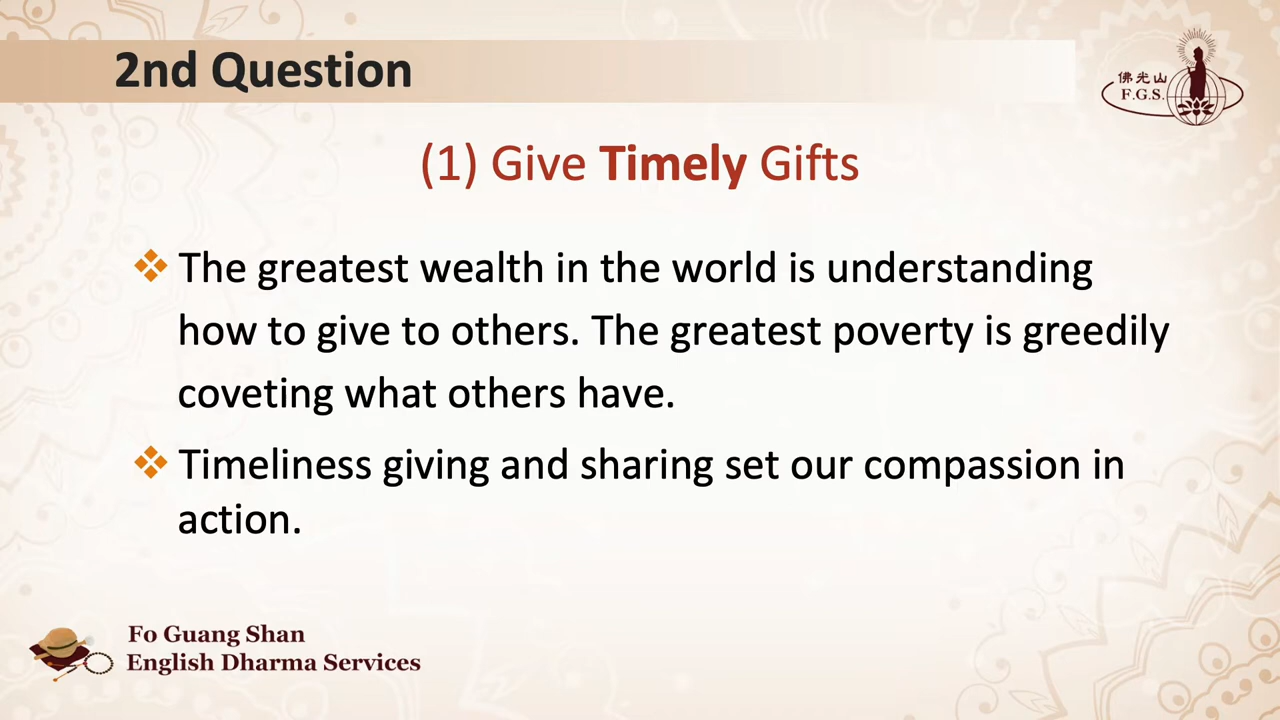 2nd Question
佛光山
F.G.S.
(1) Give Timely Gifts
The greatest wealth in the world is understanding
how to give to others. The greatest poverty is greedily
coveting what others have.
Timeliness giving and sharing set our compassion in
action.
Fo Guang Shan
English Dharma Services